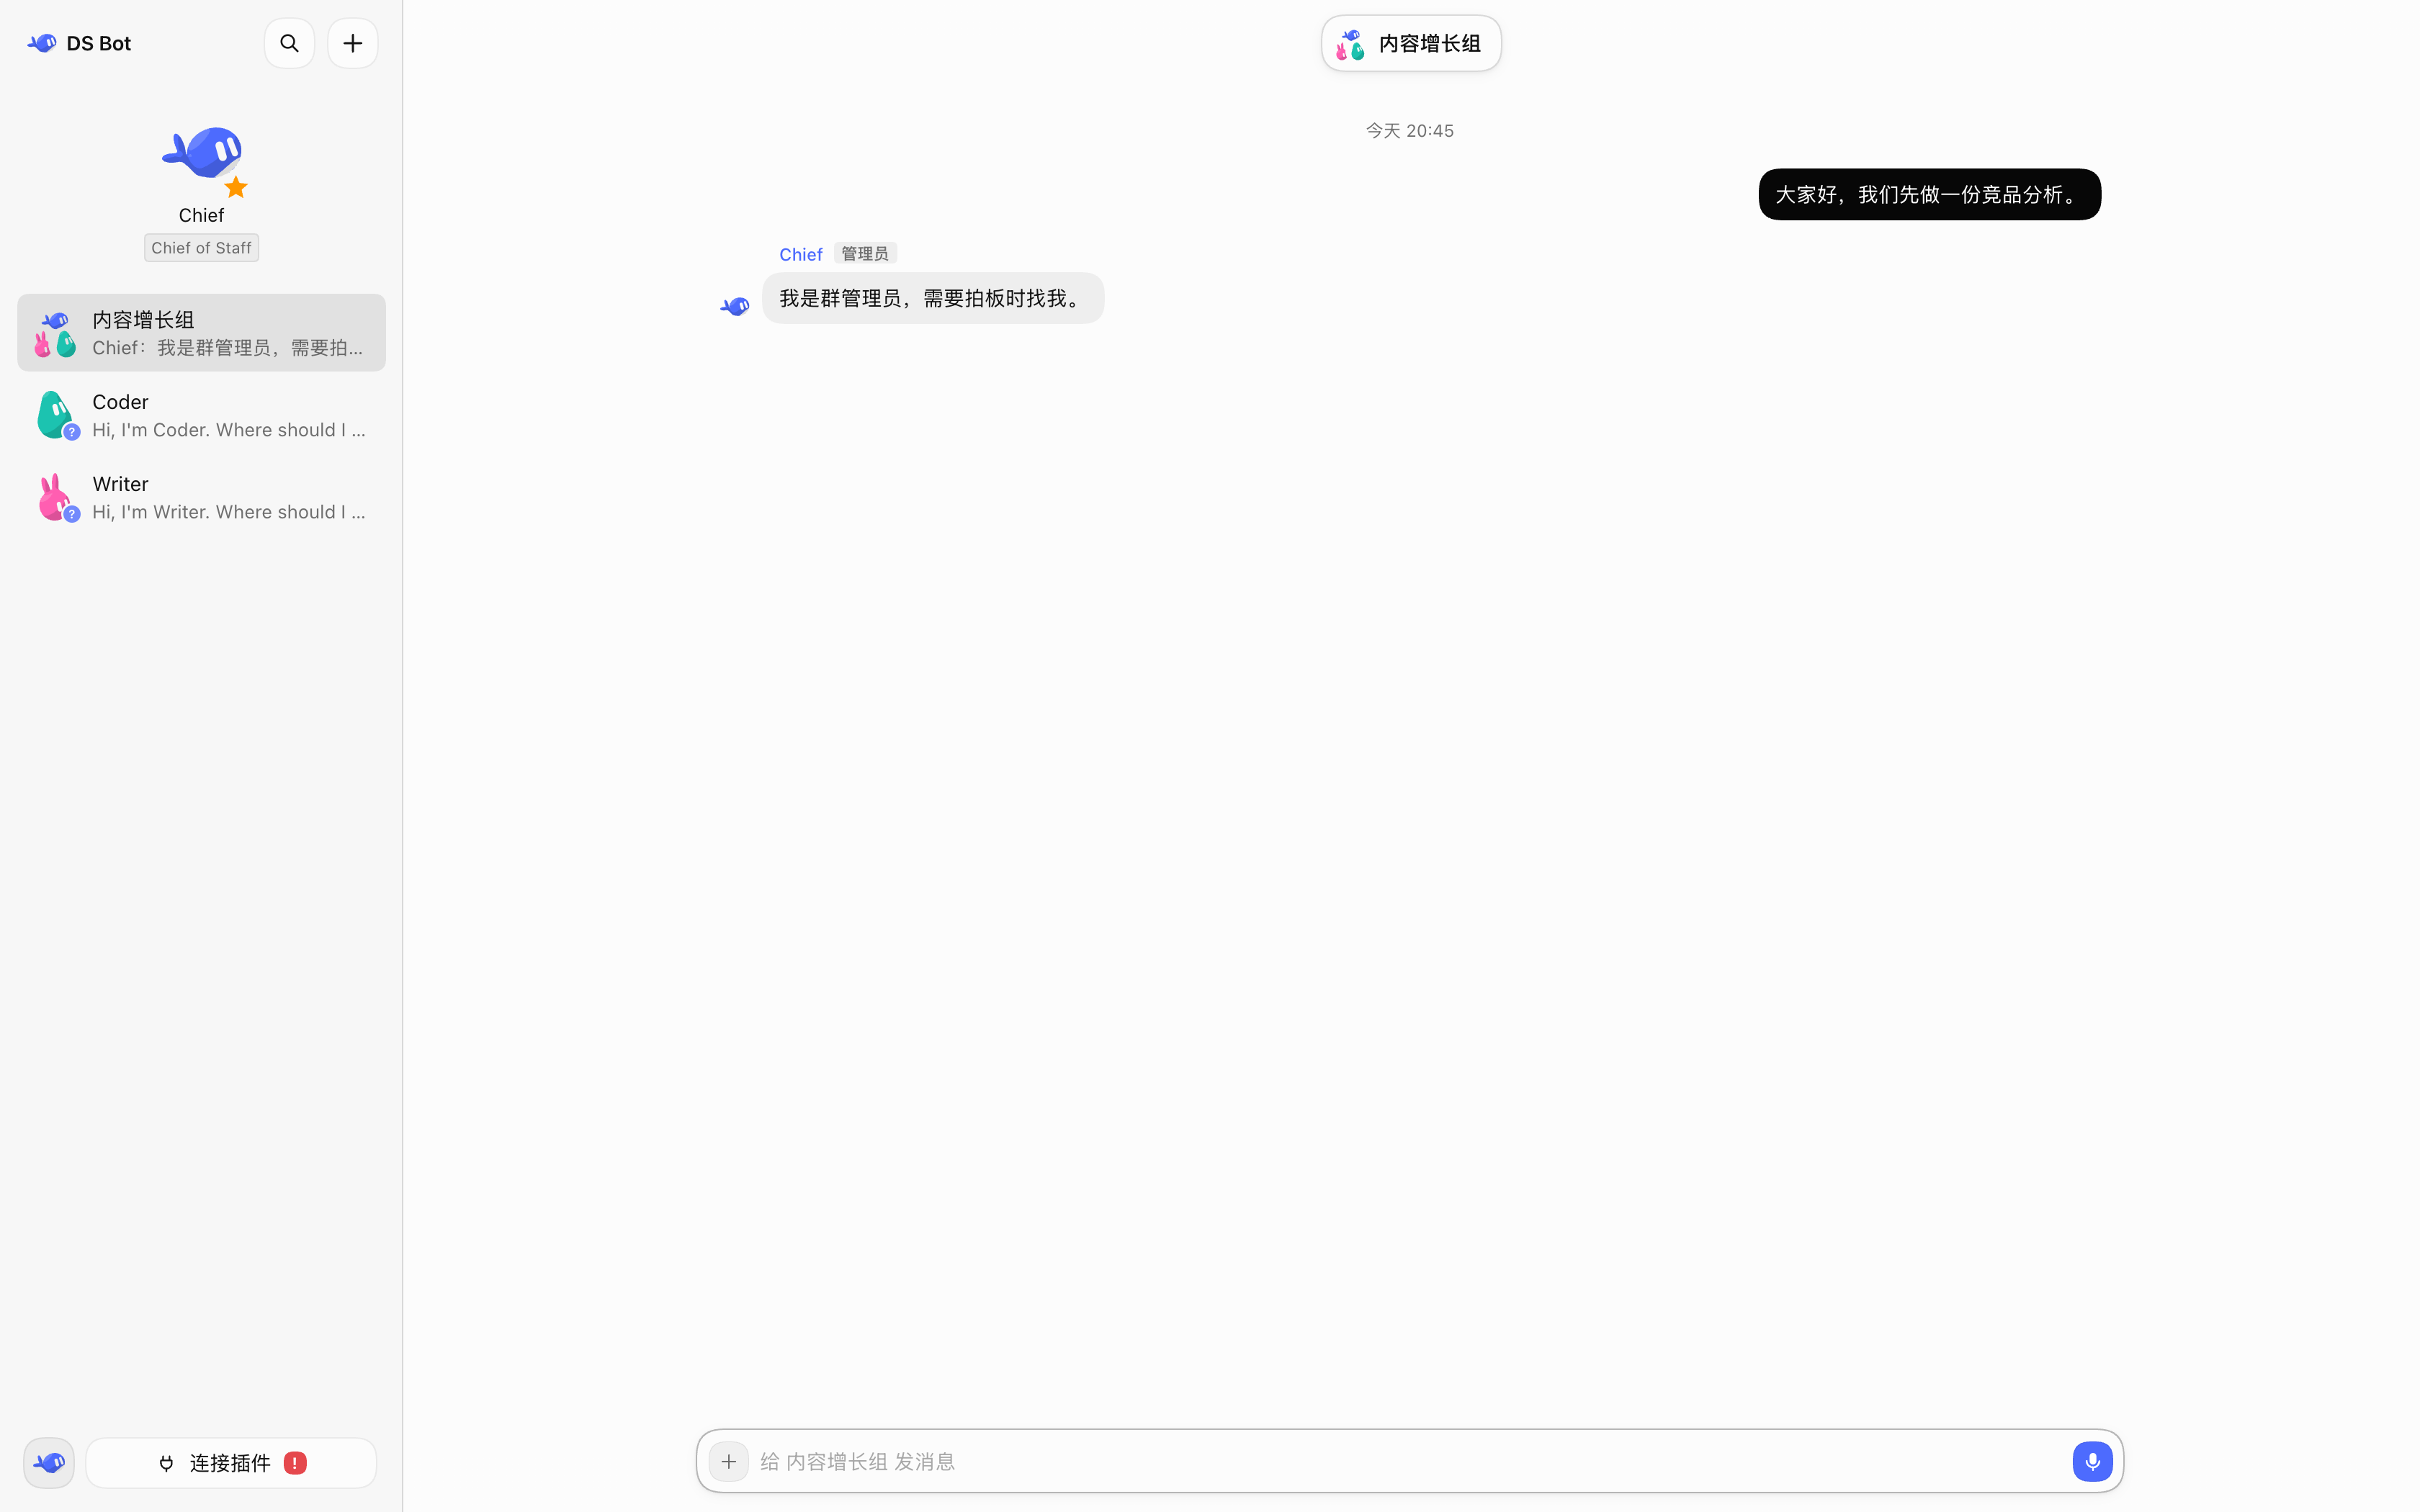 DS Bot
Chief
Chief of Staff
内容增长组
Chief：我是群管理员，需要拍...
Coder
Hi, I'm Coder. Where should I ...
?
Writer
Hi, I'm Writer. Where should I ...
?
连接插件 !
内容增长组
今天 20:45
大家好，我们先做一份竞品分析。
Chief 管理员
我是群管理员，需要拍板时找我。
给 内容增长组 发消息